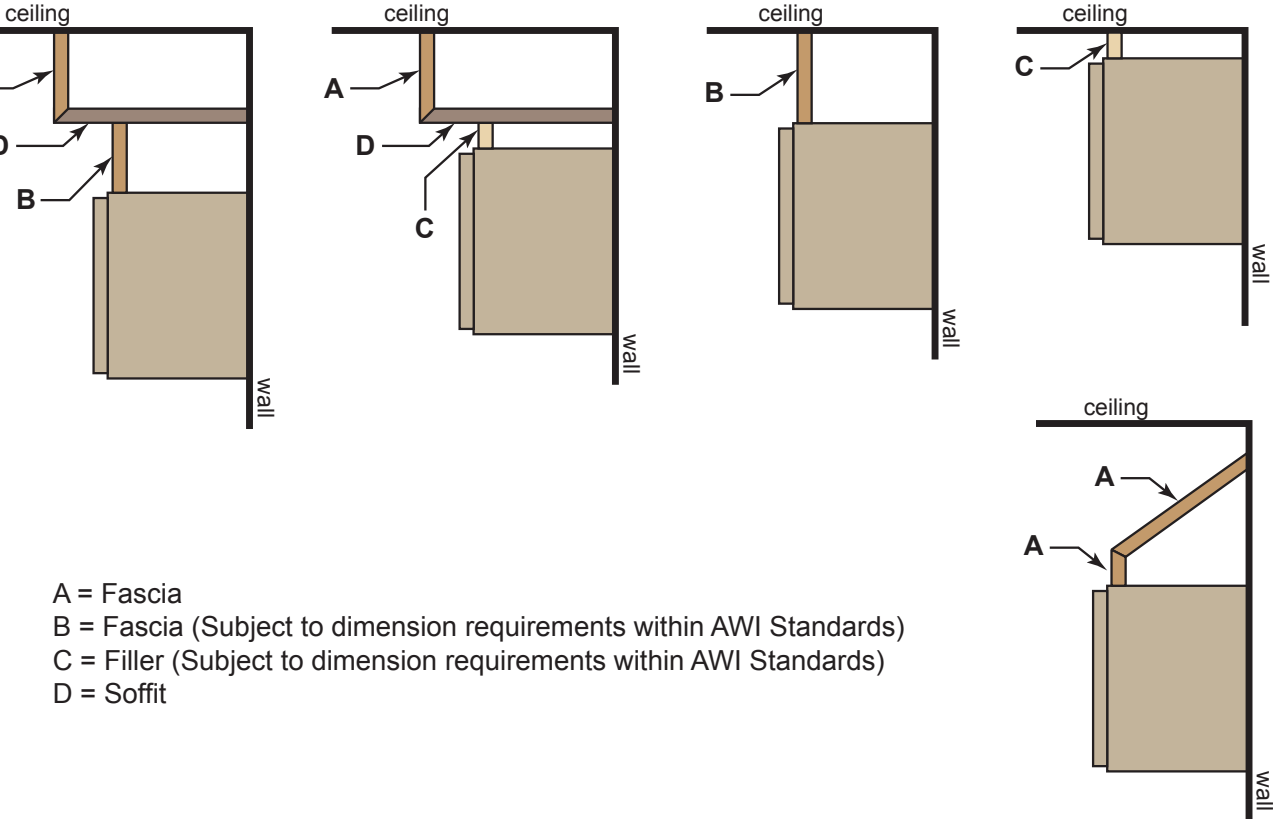 ceiling
D
B
wall
ceiling
A
D
C
wall
ceiling
B
wall
ceiling
C
wall
ceiling
A
A
wall
A = Fascia
B = Fascia (Subject to dimension requirements within AWI Standards)
C = Filler (Subject to dimension requirements within AWI Standards)
D = Soffit